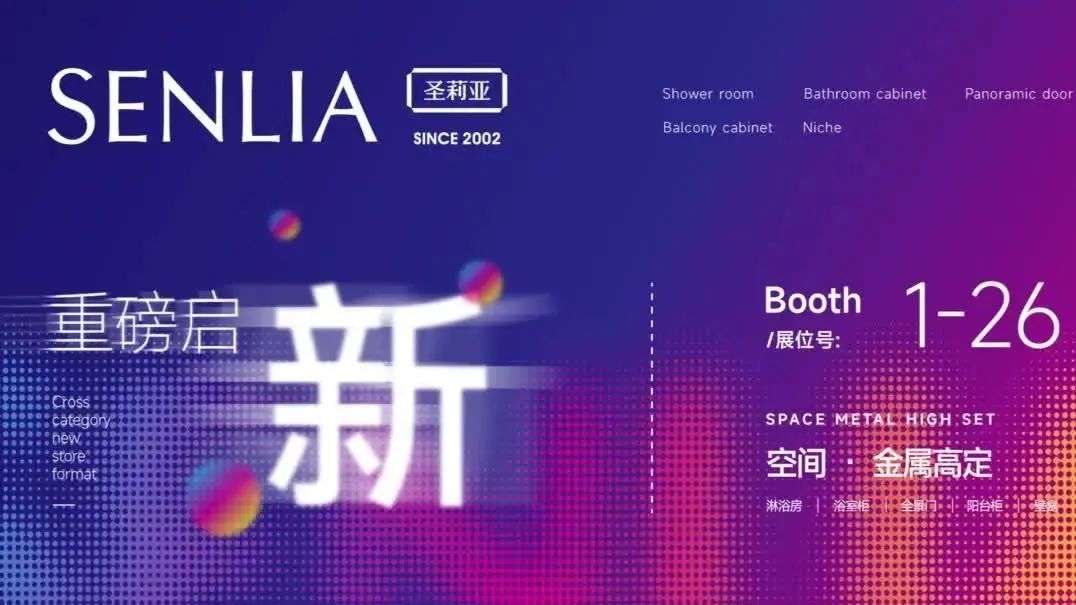 SENLIA 圣莉亚
SINCE 2002
Shower room Bathroom cabinet Panoramic door
Balcony cabinet Niche
重磅启新
Cross
category
new
store
format
Booth
/展位号: 1-26
SPACE METAL HIGH SET
空间 · 金属高定
淋浴房 | 浴室柜 | 全景门 | 阳台柜 | 壁龛